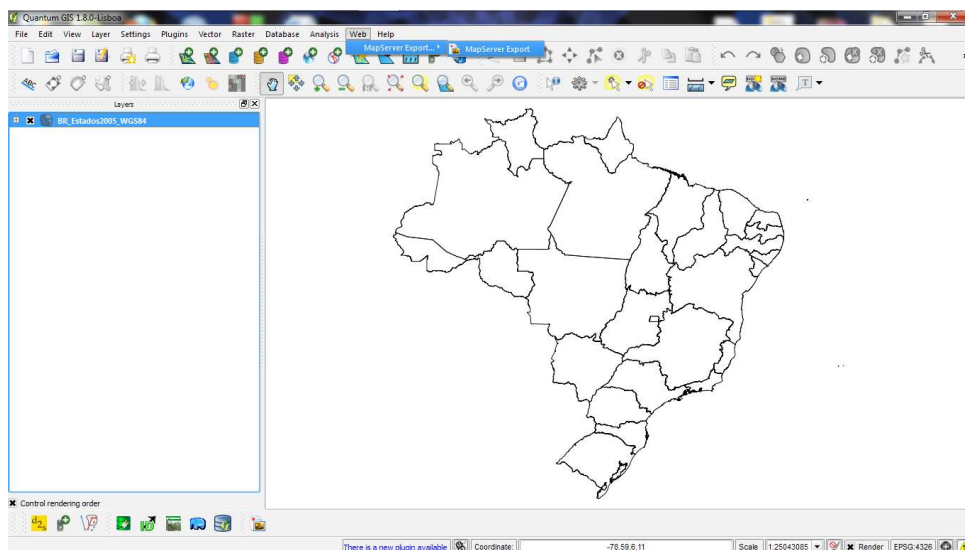 Quantum GIS 1.8.0-Lisboa
File Edit View Layer Settings Plugins Vector Raster Database Analysis Web Help
MapServer Export... MapServer Export
Layers
BR_Estados2005_WGS84
Control rendering order
There is a new plugin available Coordinate: -78.59,6.11 Scale 1:25043085 Render EPSG:4326